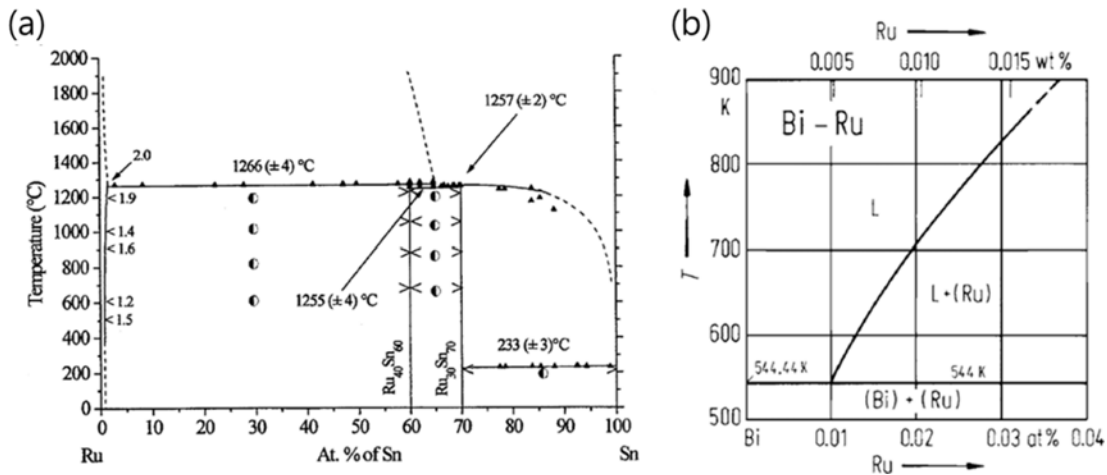 (a)
2000
1800
1600
1400
1200
1000
800
600
400
200
0
Temperature (°C)
2.0
1266 (±4) °C
1257 (±2) °C
<1.9
<1.4
<1.6
<1.2
<1.5
1255 (±4) °C
Ru40Sn60
Ru30Sn70
233 (±3)°C
0 10 20 30 40 50 60 70 80 90 100
Ru At. % of Sn Sn
(b)
Ru
0.005 0.010 0.015 wt %
900
K
800
700
600
500
T
Bi – Ru
L
L + (Ru)
544.44 K 544 K
(Bi) + (Ru)
Bi 0.01 0.02 0.03 at% 0.04
Ru